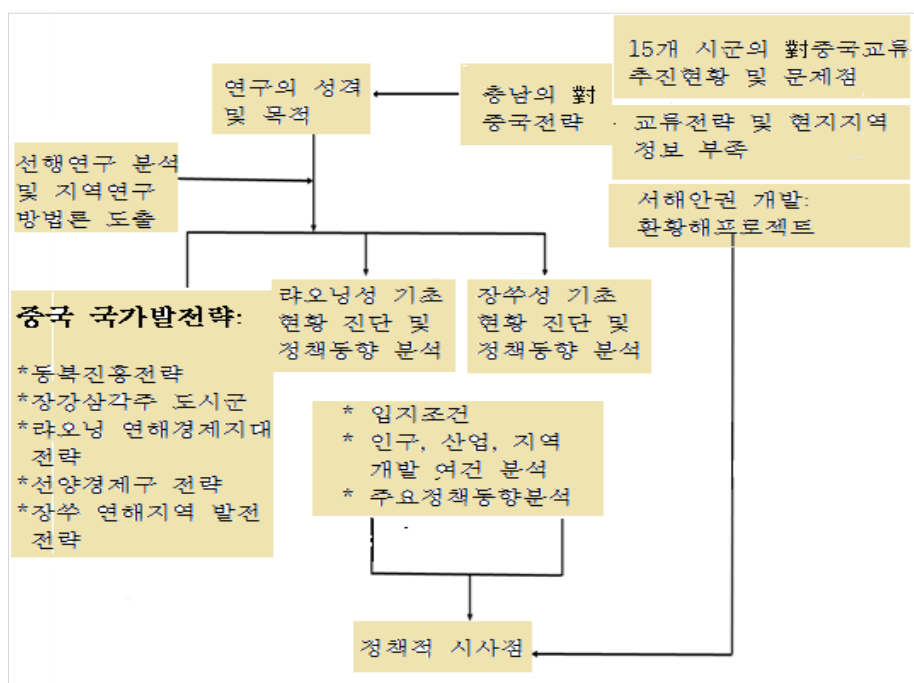 연구의 성격
및 목적
충남의 對
중국전략
15개 시군의 對중국교류
추진현황 및 문제점
교류전략 및 현지지역
정보 부족
서해안권 개발:
환황해프로젝트
선행연구 분석
및 지역연구
방법론 도출
중국 국가발전략:
*동북진흥전략
*장강삼각주 도시군
*랴오닝 연해경제지대
전략
*선양경제구 전략
*장쑤 연해지역 발전
전략
랴오닝성 기초
현황 진단 및
정책동향 분석
장쑤성 기초
현황 진단 및
정책동향 분석
* 입지조건
* 인구, 산업, 지역
개발 여건 분석
* 주요정책동향분석
정책적 시사점